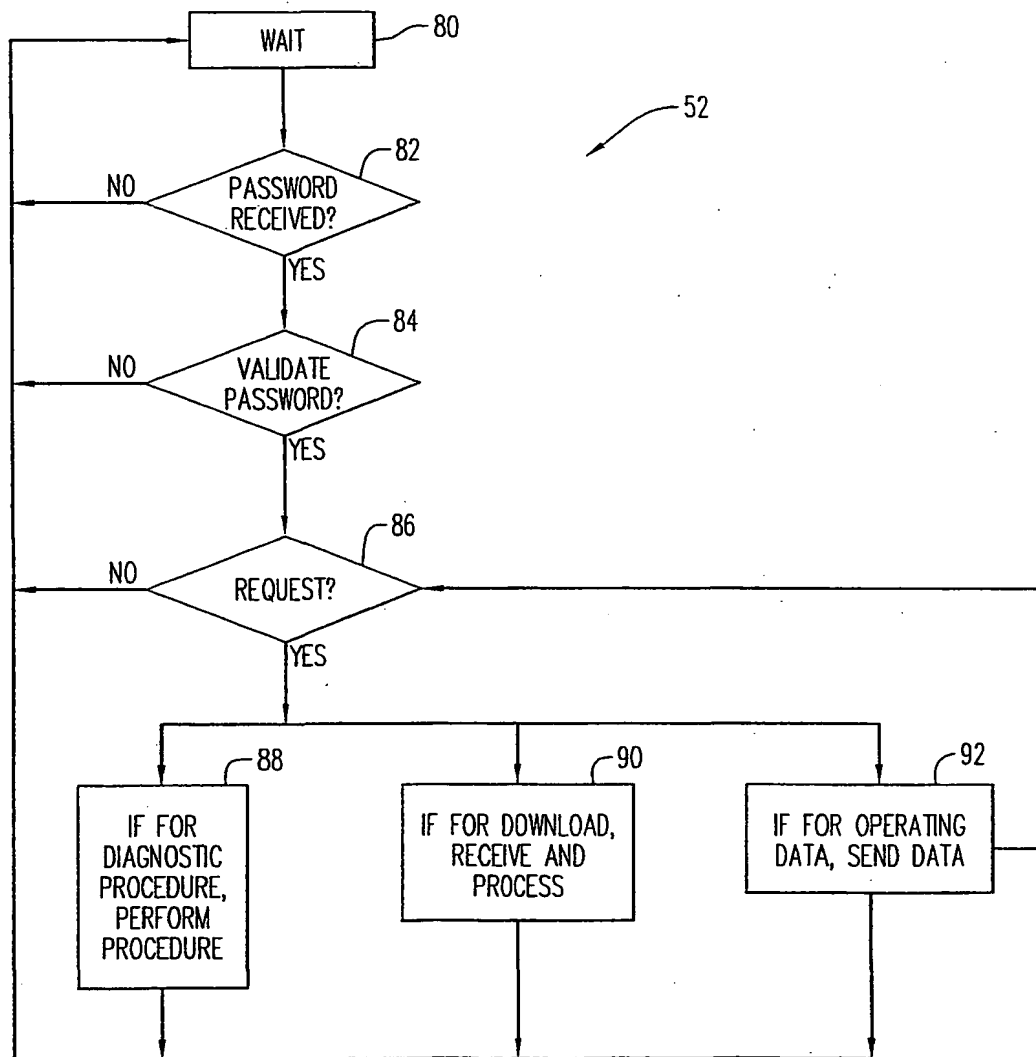 WAIT
80
52
82
NO
PASSWORD
RECEIVED?
YES
84
NO
VALIDATE
PASSWORD?
YES
86
NO
REQUEST?
YES
88
90
92
IF FOR
DIAGNOSTIC
PROCEDURE,
PERFORM
PROCEDURE
IF FOR DOWNLOAD,
RECEIVE AND
PROCESS
IF FOR OPERATING
DATA, SEND DATA